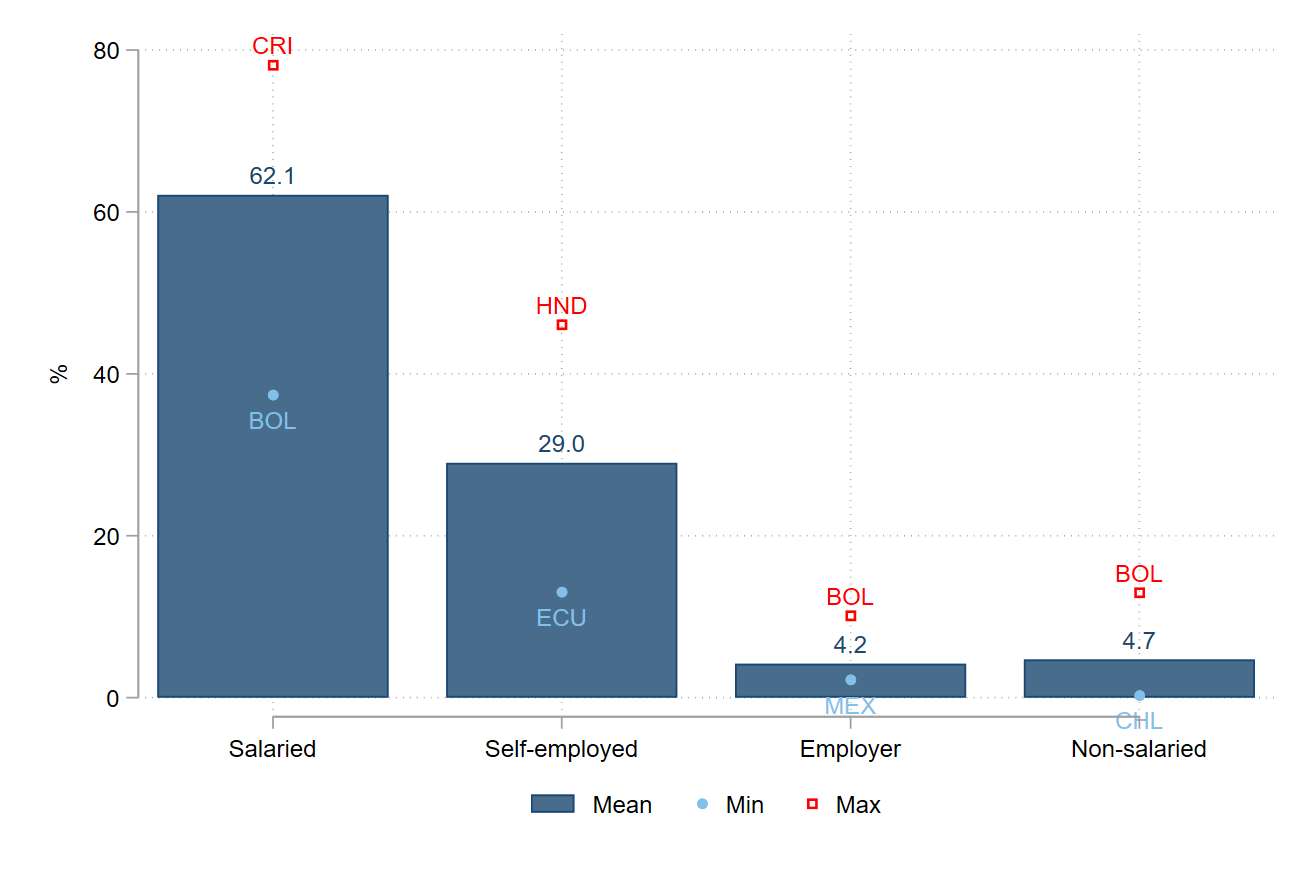 80
CRI
62.1
60
HND
%
40
BOL
29.0
20
ECU
BOL
BOL
4.2
4.7
0
MEX
CHL
Salaried Self-employed Employer Non-salaried
Mean Min Max